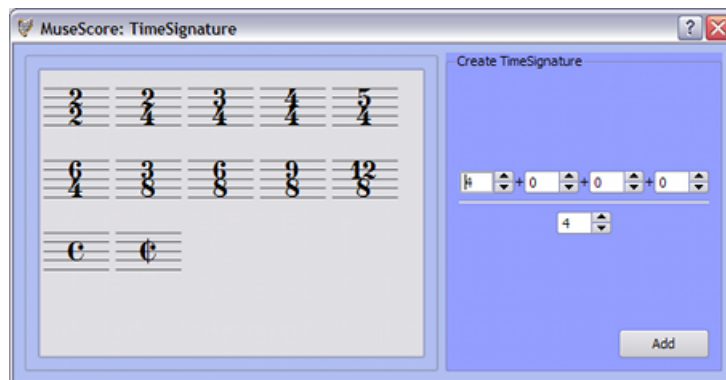 MuseScore: TimeSignature
?
Create TimeSignature
2 2 3 4 5
2 4 4 4 4
6 3 6 9 12
4 8 8 8 8
4 + 0 + 0 + 0
4
Add